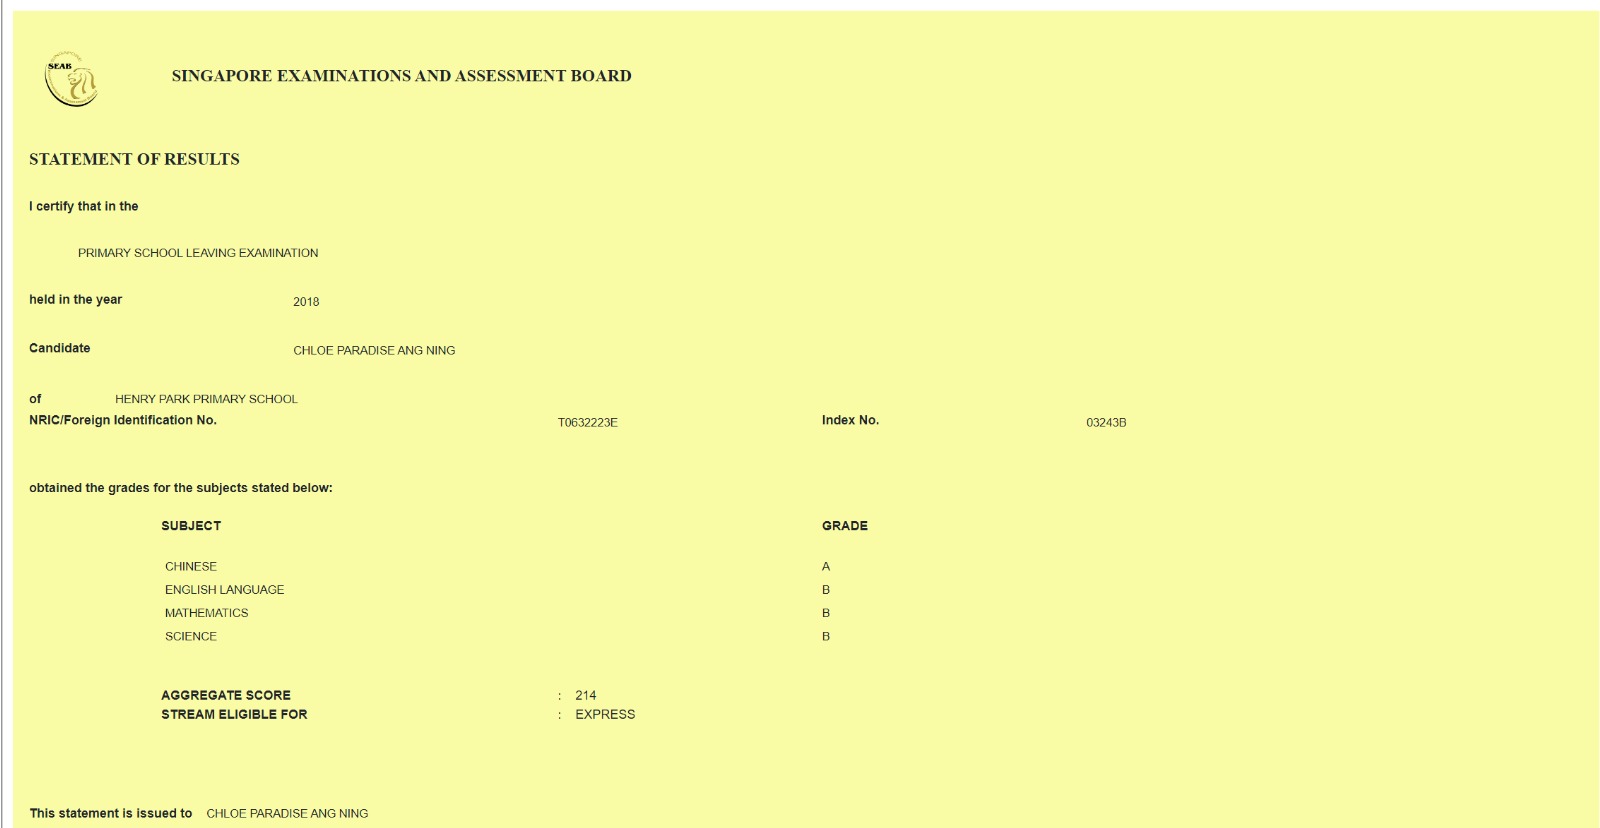 SEAB
SINGAPORE EXAMINATIONS AND ASSESSMENT BOARD
STATEMENT OF RESULTS
I certify that in the
PRIMARY SCHOOL LEAVING EXAMINATION
held in the year 2018
Candidate CHLOE PARADISE ANG NING
of HENRY PARK PRIMARY SCHOOL
NRIC/Foreign Identification No. T0632223E Index No. 03243B
obtained the grades for the subjects stated below:
SUBJECT GRADE
CHINESE A
ENGLISH LANGUAGE B
MATHEMATICS B
SCIENCE B
AGGREGATE SCORE : 214
STREAM ELIGIBLE FOR : EXPRESS
This statement is issued to CHLOE PARADISE ANG NING